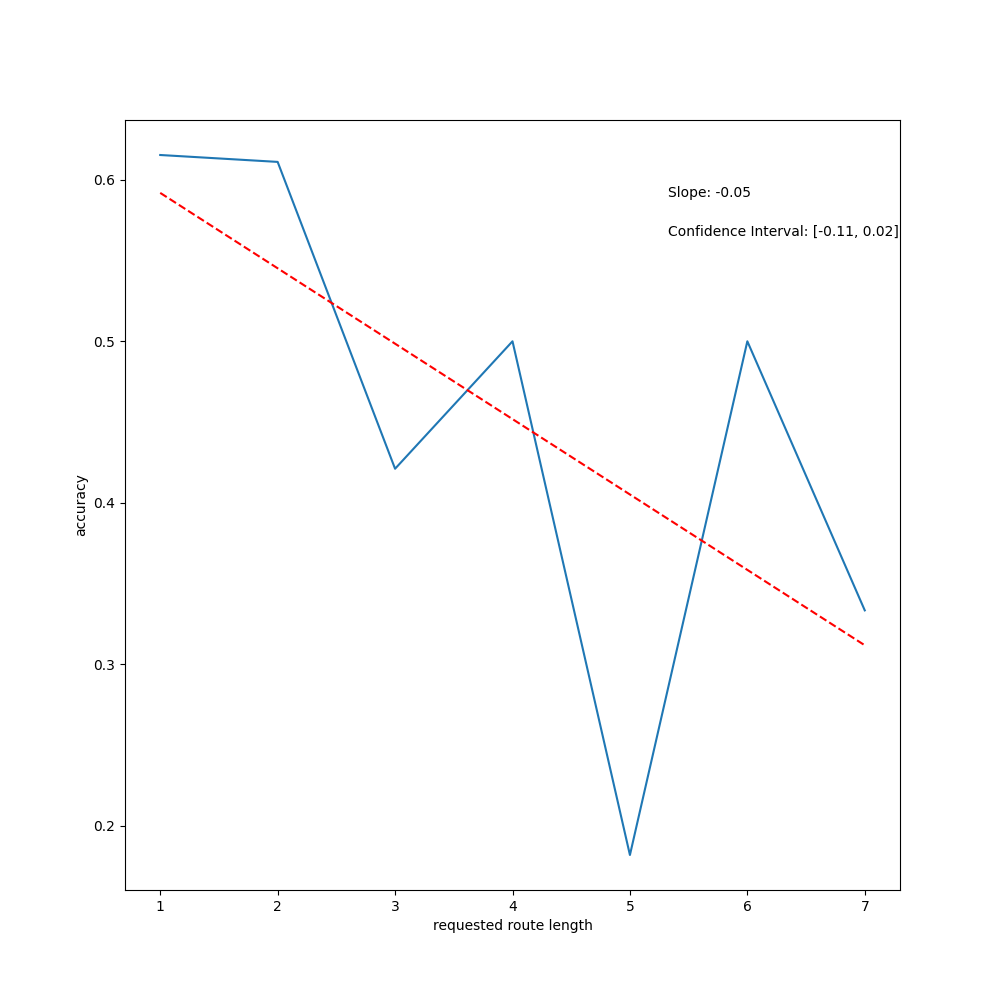 Slope: -0.05
Confidence Interval: [-0.11, 0.02]
0.6
0.5
0.4
0.3
0.2
accuracy
1 2 3 4 5 6 7
requested route length